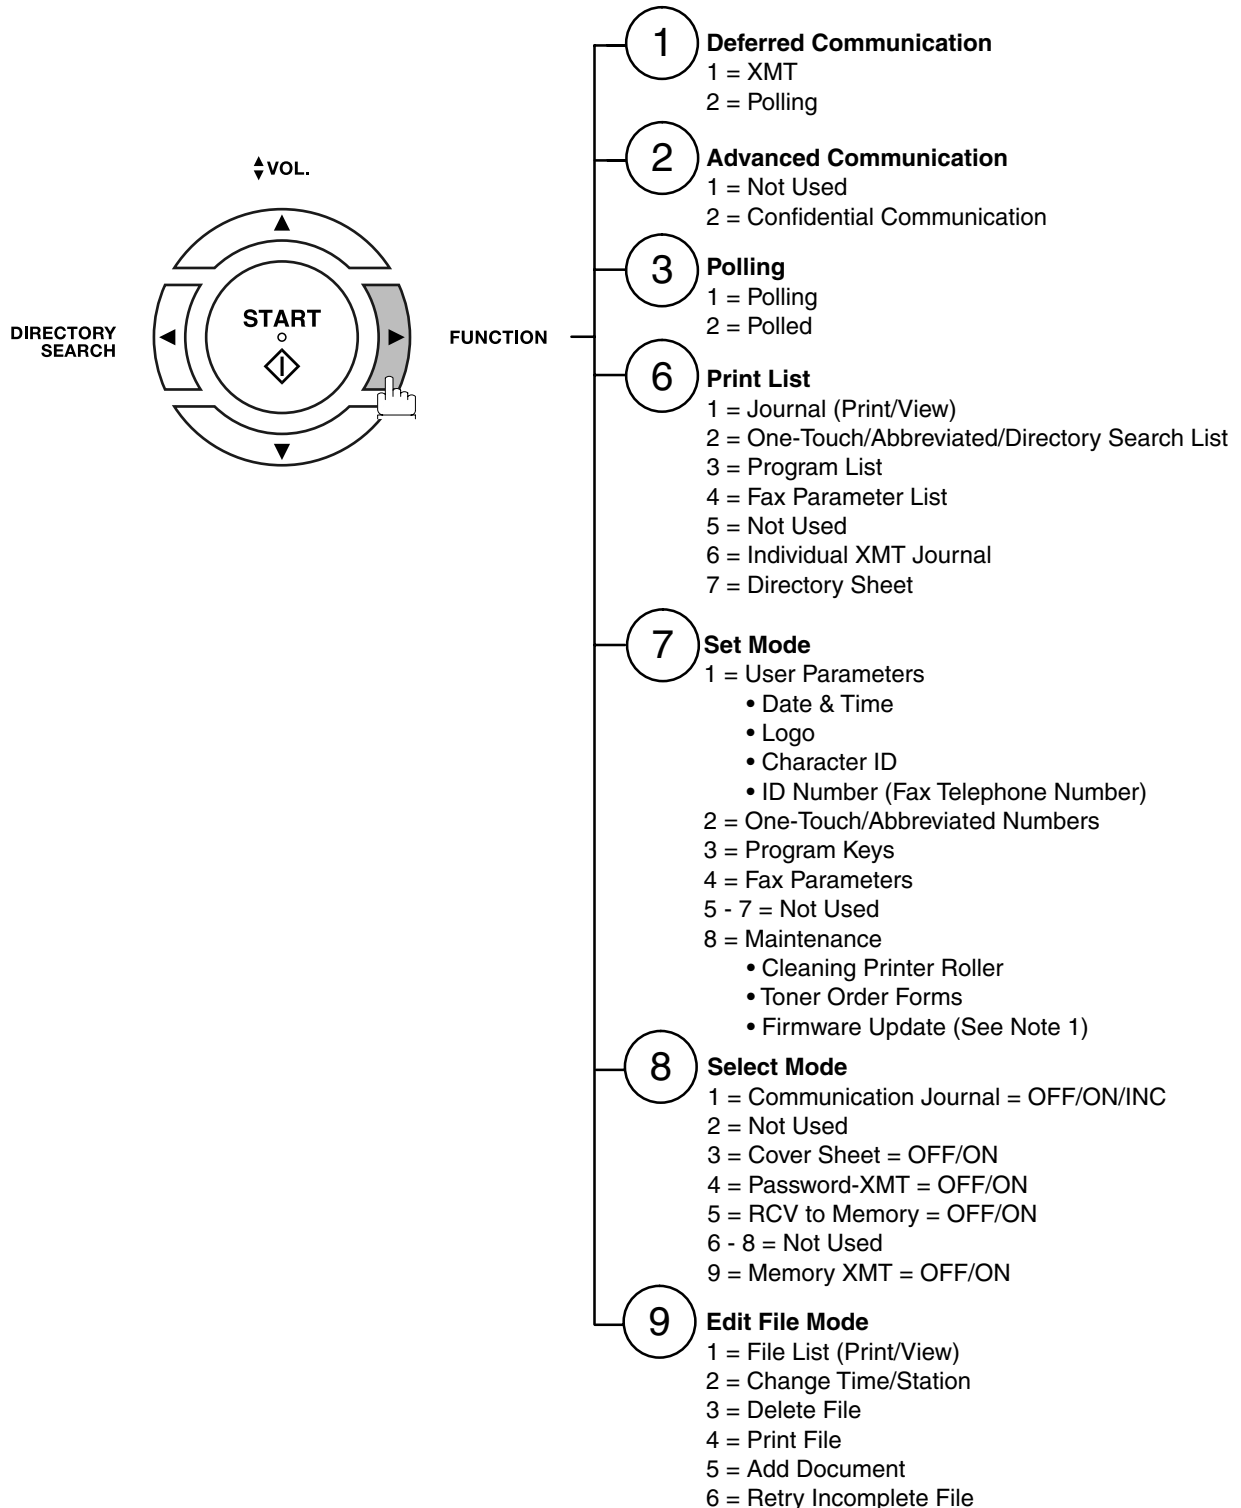 VOL.
START
DIRECTORY
SEARCH
FUNCTION
1
Deferred Communication
1 = XMT
2 = Polling
2
Advanced Communication
1 = Not Used
2 = Confidential Communication
3
Polling
1 = Polling
2 = Polled
6
Print List
1 = Journal (Print/View)
2 = One-Touch/Abbreviated/Directory Search List
3 = Program List
4 = Fax Parameter List
5 = Not Used
6 = Individual XMT Journal
7 = Directory Sheet
7
Set Mode
1 = User Parameters
• Date & Time
• Logo
• Character ID
• ID Number (Fax Telephone Number)
2 = One-Touch/Abbreviated Numbers
3 = Program Keys
4 = Fax Parameters
5 - 7 = Not Used
8 = Maintenance
• Cleaning Printer Roller
• Toner Order Forms
• Firmware Update (See Note 1)
8
Select Mode
1 = Communication Journal = OFF/ON/INC
2 = Not Used
3 = Cover Sheet = OFF/ON
4 = Password-XMT = OFF/ON
5 = RCV to Memory = OFF/ON
6 - 8 = Not Used
9 = Memory XMT = OFF/ON
9
Edit File Mode
1 = File List (Print/View)
2 = Change Time/Station
3 = Delete File
4 = Print File
5 = Add Document
6 = Retry Incomplete File